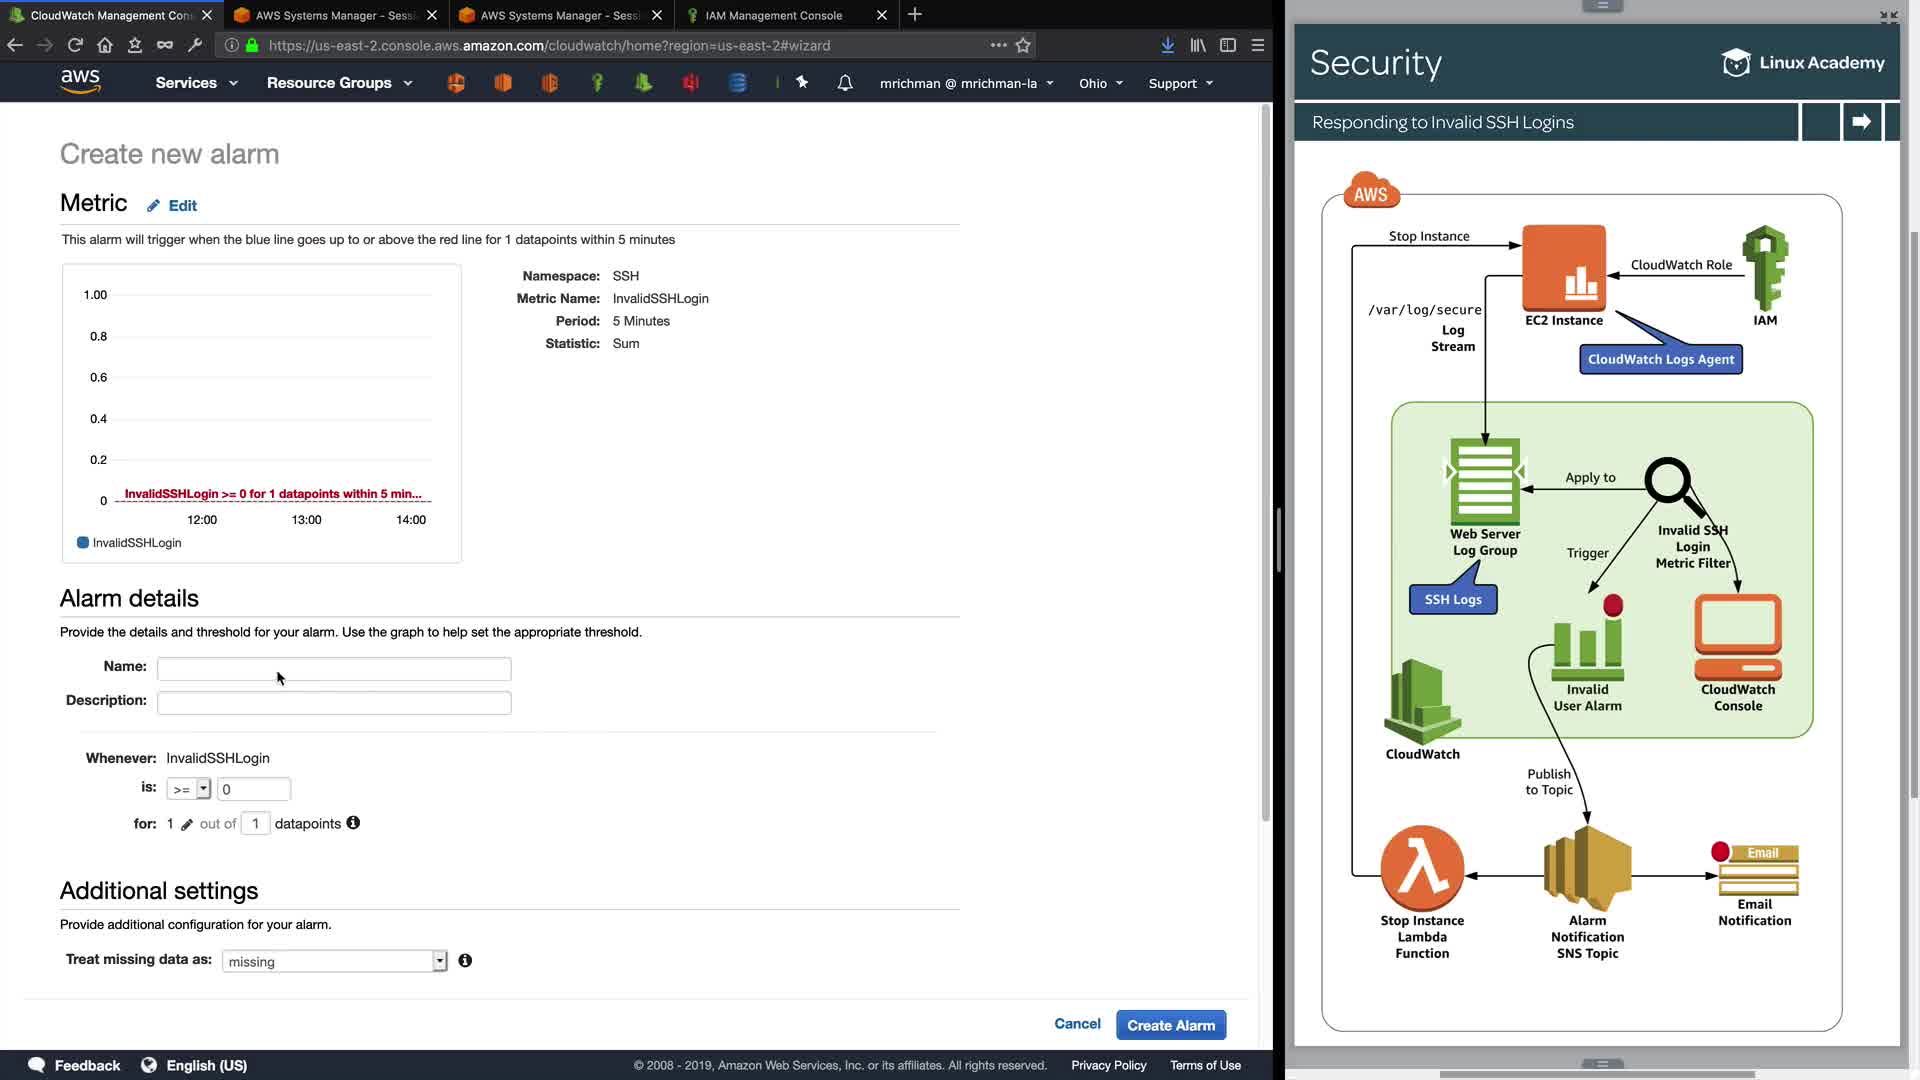 CloudWatch Management Con
AWS Systems Manager - Sessi
AWS Systems Manager - Sessi
IAM Management Console
https://us-east-2.console.aws.amazon.com/cloudwatch/home?region=us-east-2#wizard
aws
Services
Resource Groups
mrichman @ mrichman-la
Ohio
Support
Create new alarm
Metric
Edit
This alarm will trigger when the blue line goes up to or above the red line for 1 datapoints within 5 minutes
1.00
0.8
0.6
0.4
0.2
0
InvalidSSHLogin >= 0 for 1 datapoints within 5 min...
12:00
13:00
14:00
InvalidSSHLogin
Namespace: SSH
Metric Name: InvalidSSHLogin
Period: 5 Minutes
Statistic: Sum
Alarm details
Provide the details and threshold for your alarm. Use the graph to help set the appropriate threshold.
Name:
Description:
Whenever: InvalidSSHLogin
is: >= 0
for: 1 out of 1 datapoints
Additional settings
Provide additional configuration for your alarm.
Treat missing data as: missing
Cancel
Create Alarm
Feedback
English (US)
© 2008 - 2019, Amazon Web Services, Inc. or its affiliates. All rights reserved.
Privacy Policy
Terms of Use
Security
Linux Academy
Responding to Invalid SSH Logins
AWS
Stop Instance
CloudWatch Role
/var/log/secure
Log
Stream
EC2 Instance
IAM
CloudWatch Logs Agent
Apply to
Web Server
Log Group
Invalid SSH
Login
Metric Filter
Trigger
SSH Logs
Invalid
User Alarm
CloudWatch
Console
CloudWatch
Publish
to Topic
Email
Stop Instance
Lambda
Function
Alarm
Notification
SNS Topic
Email
Notification